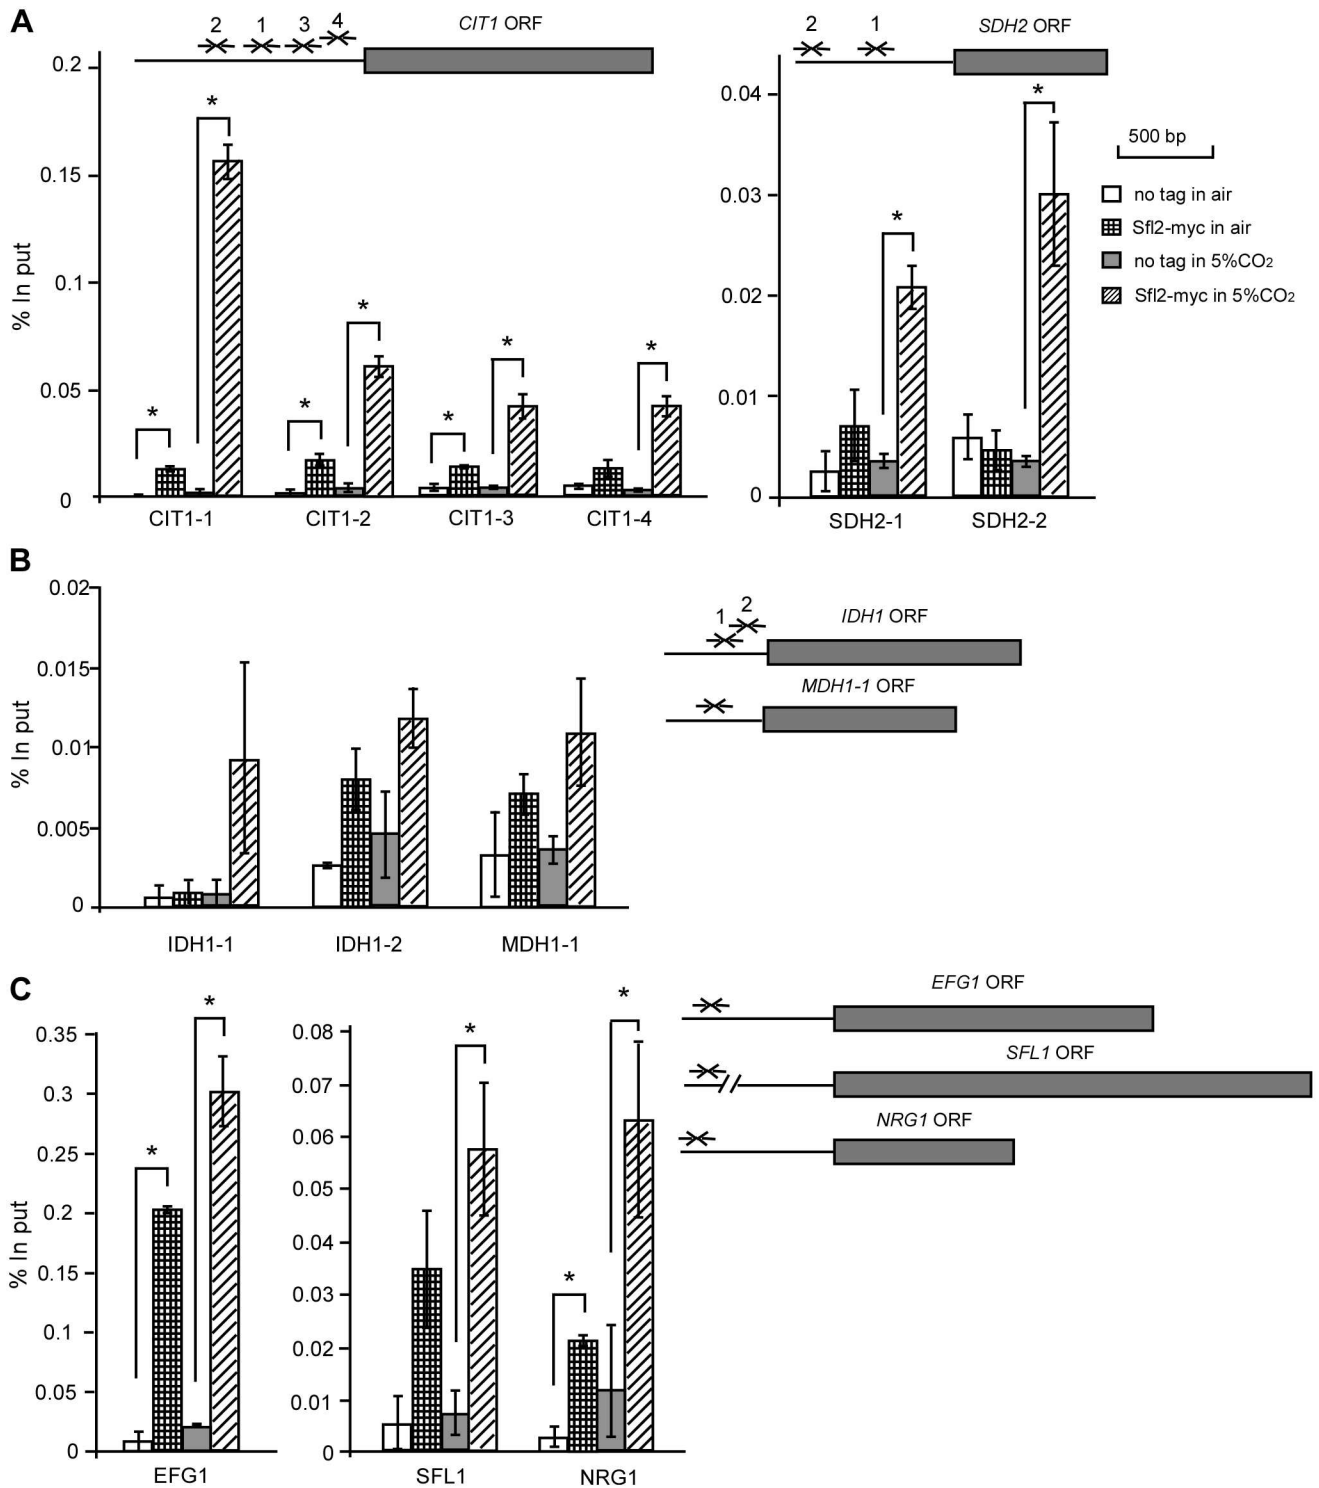 A
2 1 3 4
CIT1 ORF
2 1
SDH2 ORF
% In put
0.2
0.15
0.1
0.05
0
* * * * * * *
CIT1-1 CIT1-2 CIT1-3 CIT1-4
0.04
0.03
0.02
0.01
0
* *
SDH2-1 SDH2-2
500 bp
no tag in air
Sfl2-myc in air
no tag in 5%CO2
Sfl2-myc in 5%CO2
B
% In put
0.02
0.015
0.01
0.005
0
IDH1-1 IDH1-2 MDH1-1
1 2
IDH1 ORF
MDH1-1 ORF
C
% In put
0.35
0.3
0.25
0.2
0.15
0.1
0.05
0
* *
EFG1
0.08
0.07
0.06
0.05
0.04
0.03
0.02
0.01
0
* * *
SFL1 NRG1
EFG1 ORF
SFL1 ORF
NRG1 ORF